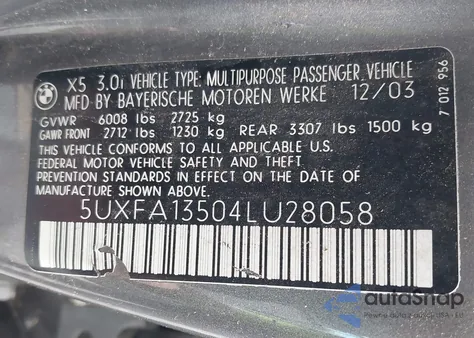 X5 3.0i VEHICLE TYPE: MULTIPURPOSE PASSENGER VEHICLE
MFD BY BAYERISCHE MOTOREN WERKE 12/03
GVWR 6008 lbs 2725 kg
GAWR FRONT 2712 lbs 1230 kg REAR 3307 lbs 1500 kg
THIS VEHICLE CONFORMS TO ALL APPLICABLE U.S.
FEDERAL MOTOR VEHICLE SAFETY AND THEFT
PREVENTION STANDARDS IN EFFECT ON THE DATE OF
MANUFACTURE SHOWN ABOVE.
5UXFA13504LU28058
7 012 956
autoSnap